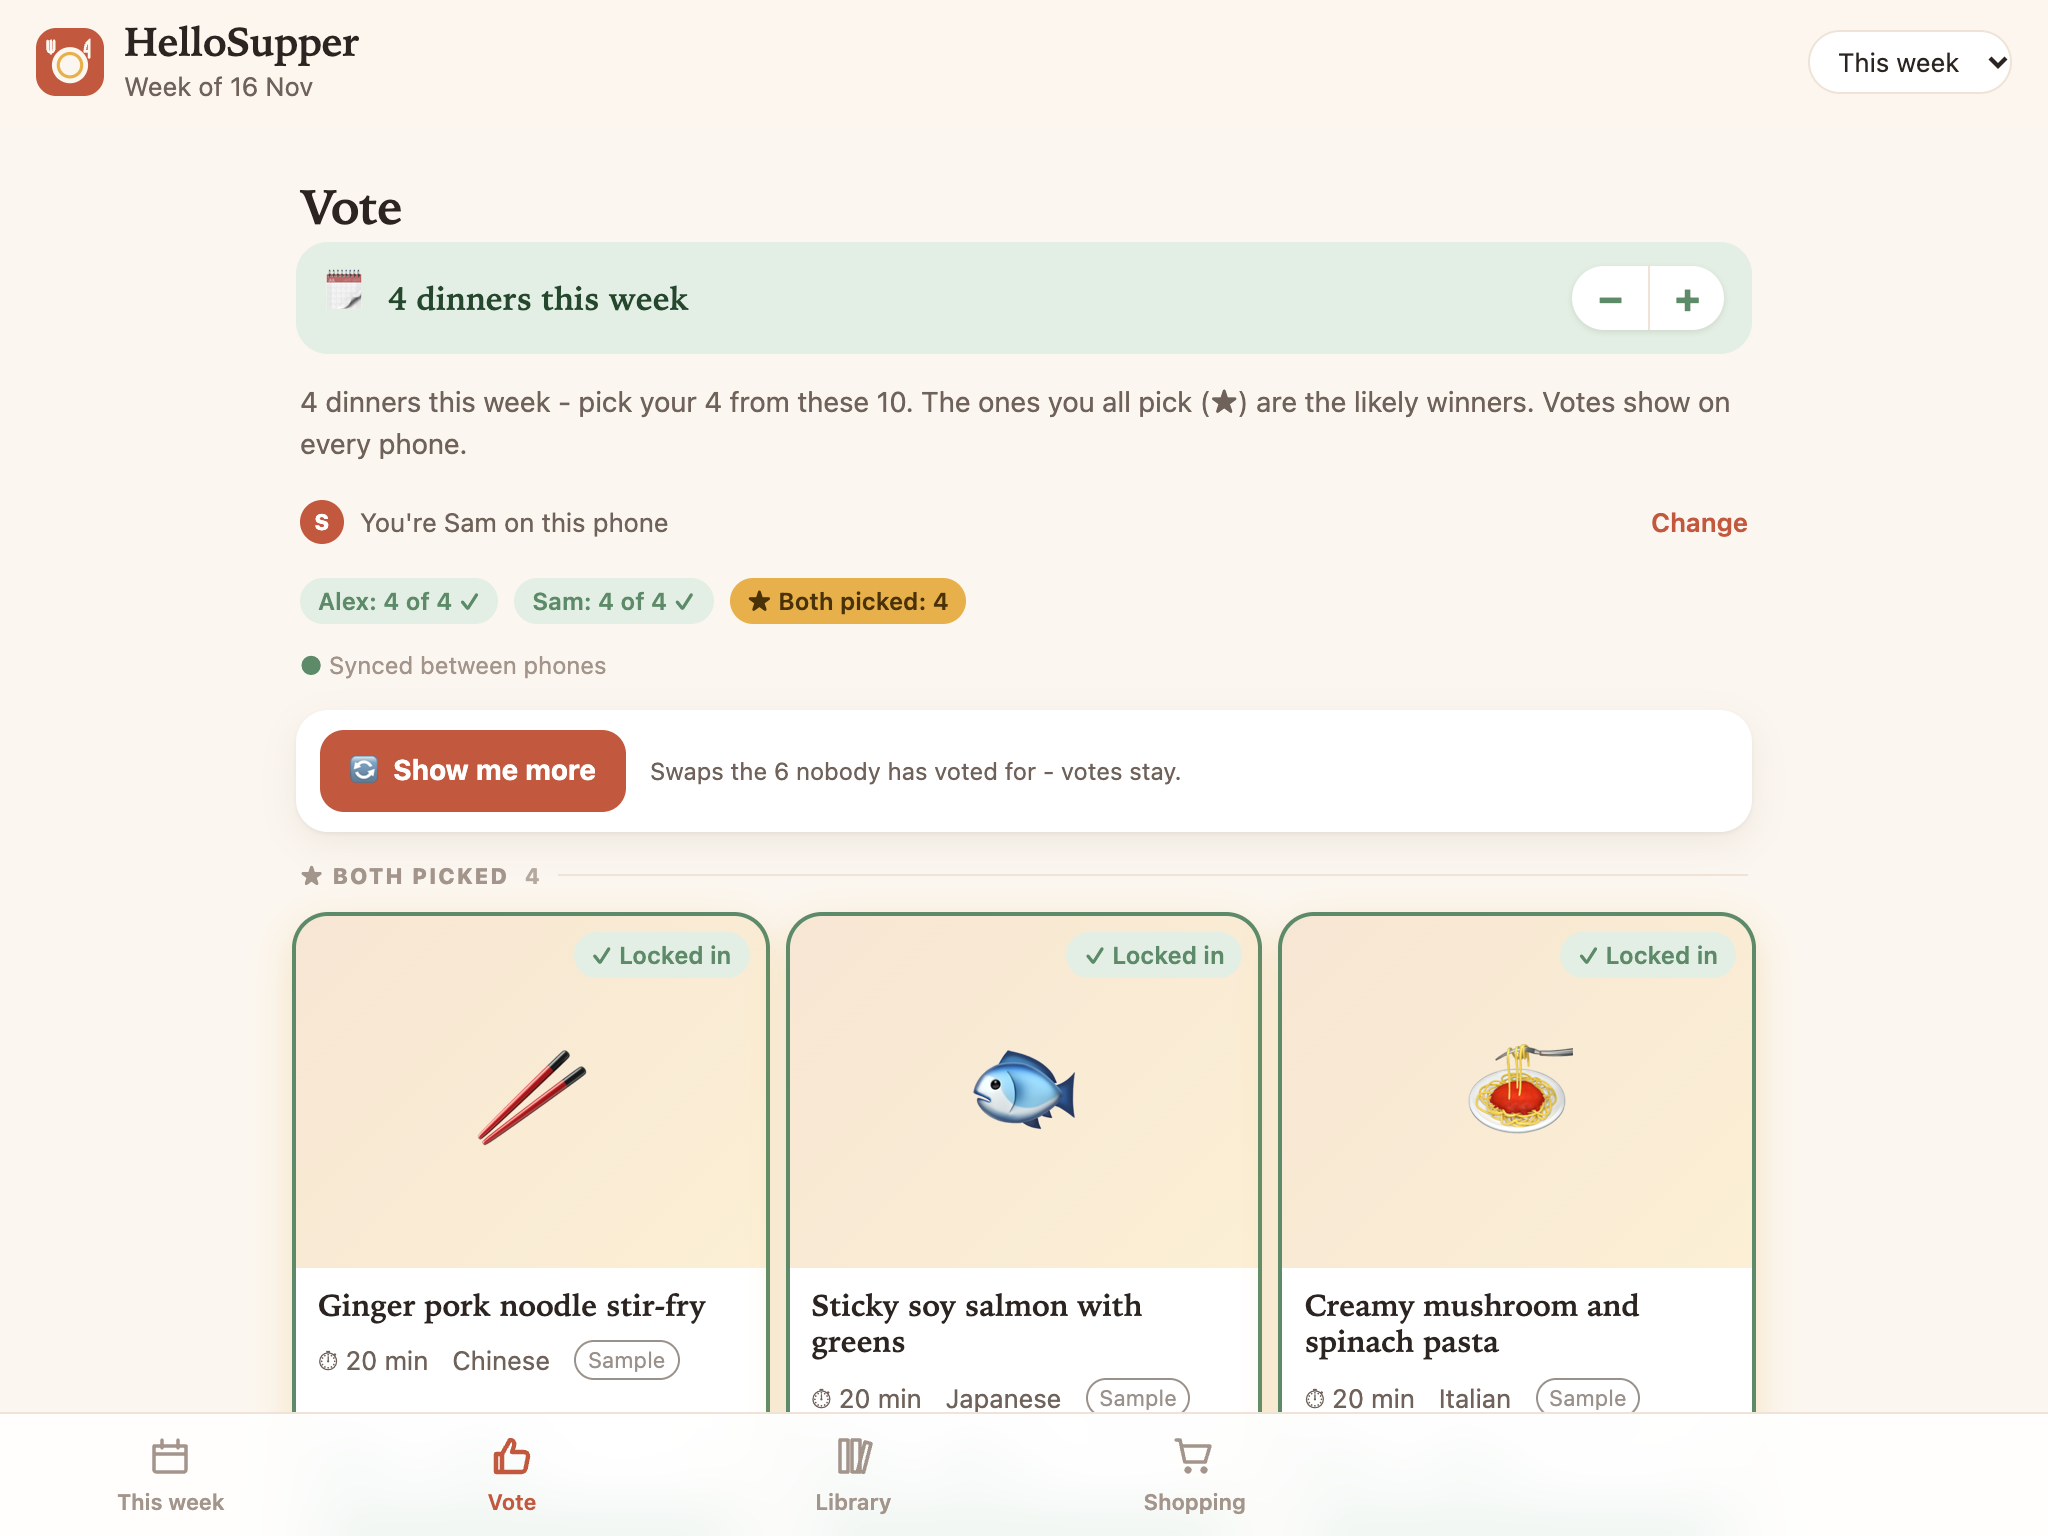 HelloSupper
Week of 16 Nov
This week
Vote
4 dinners this week
− +
4 dinners this week - pick your 4 from these 10. The ones you all pick (★) are the likely winners. Votes show on
every phone.
S You're Sam on this phone
Change
Alex: 4 of 4 ✓ Sam: 4 of 4 ✓ ★ Both picked: 4
Synced between phones
Show me more
Swaps the 6 nobody has voted for - votes stay.
★ BOTH PICKED 4
✓ Locked in
Ginger pork noodle stir-fry
20 min Chinese Sample
✓ Locked in
Sticky soy salmon with
greens
20 min Japanese Sample
✓ Locked in
Creamy mushroom and
spinach pasta
20 min Italian Sample
This week
Vote
Library
Shopping